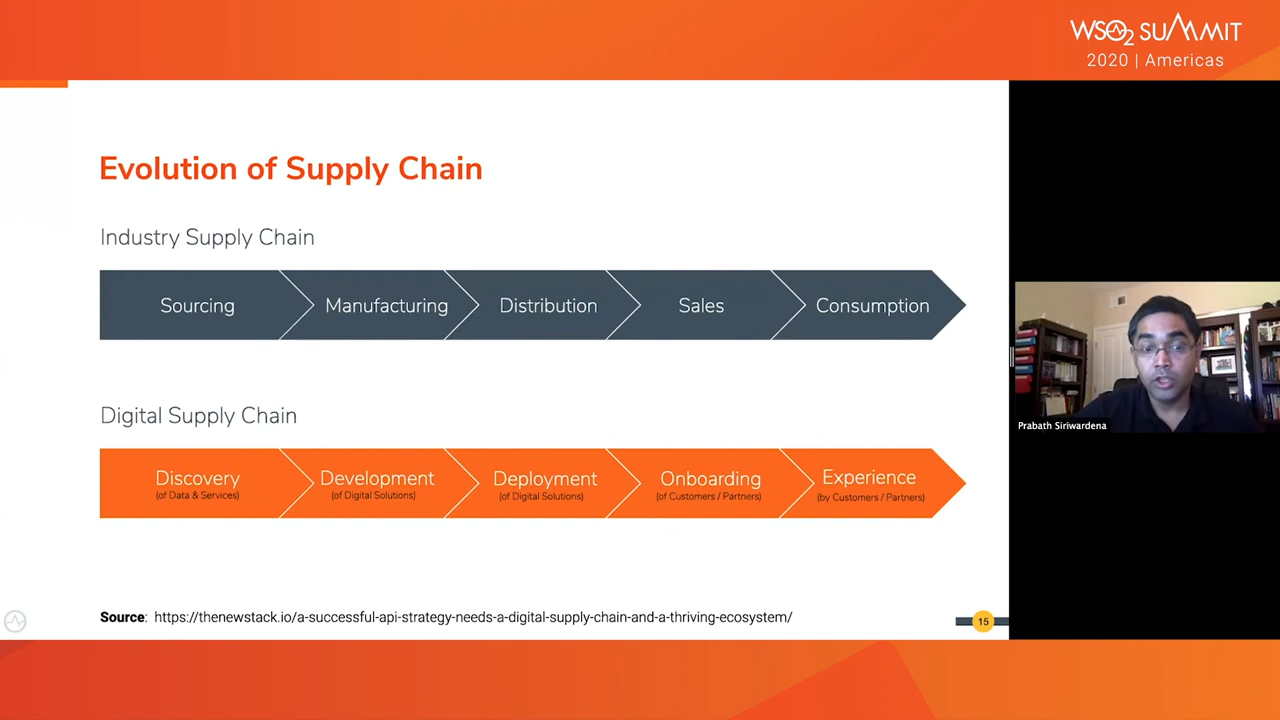 WSO2 SUMMIT
2020 | Americas
Evolution of Supply Chain
Industry Supply Chain
Sourcing
Manufacturing
Distribution
Sales
Consumption
Digital Supply Chain
Discovery
(of Data & Services)
Development
(of Digital Solutions)
Deployment
(of Digital Solutions)
Onboarding
(of Customers / Partners)
Experience
(by Customers / Partners)
Source: https://thenewstack.io/a-successful-api-strategy-needs-a-digital-supply-chain-and-a-thriving-ecosystem/
15
Prabath Siriwardena